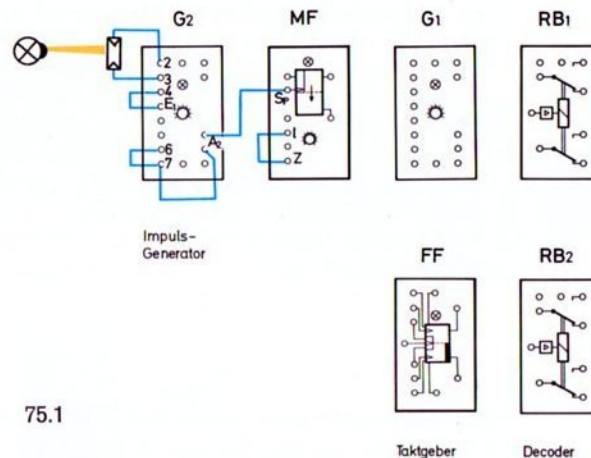 G2 MF G1 RB1
2
3
4
E1
Sp
A2
l
6
7
Z
Impuls-
Generator
FF RB2
75.1
Taktgeber Decoder